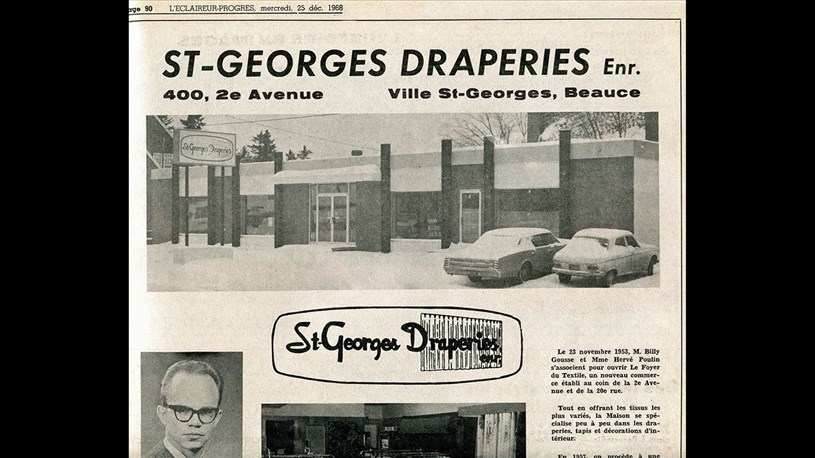 age 90 L'ECLAIREUR-PROGRES, mercredi, 25 déc. 1968
ST-GEORGES DRAPERIES Enr.
400, 2e Avenue Ville St-Georges, Beauce
St-Georges Draperies
St-Georges Draperies
enr.
Le 23 novembre 1953, M. Billy
Gousse et Mme Hervé Poulin
s'associent pour ouvrir Le Foyer
du Textile, un nouveau commer-
ce établi au coin de la 2e Ave-
nue et de la 20e rue.
Tout en offrant les tissus les
plus variés, la Maison se spé-
cialise peu à peu dans les dra-
peries, tapis et décorations d'in-
térieur.
En 1957, on procède à une